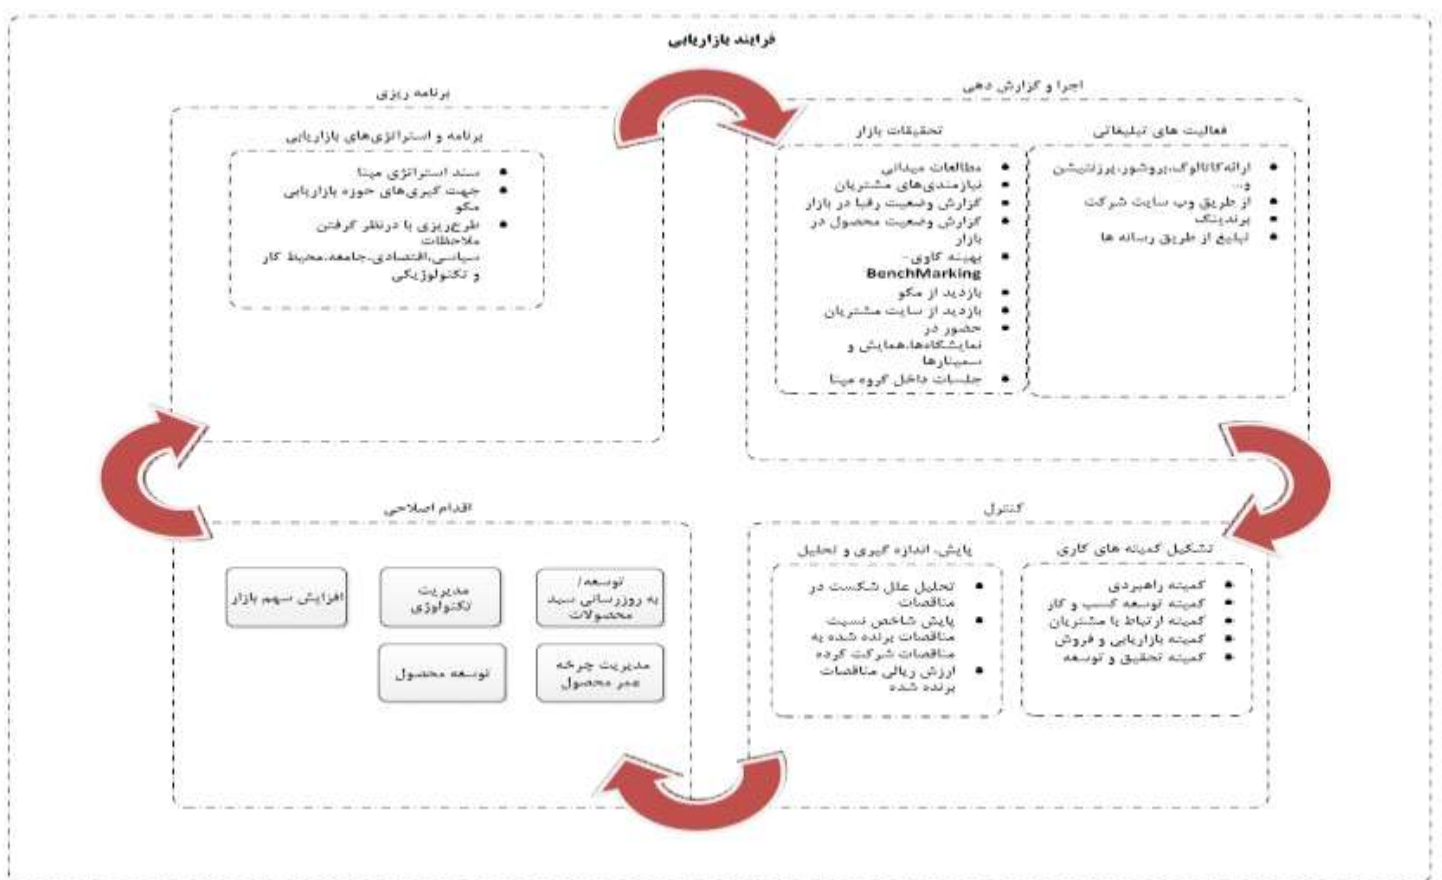 فرایند بازاریابی
برنامه ریزی
برنامه و استراتژی‌های بازاریابی
سند استراتژی مپنا
جهت گیری‌های حوزه بازاریابی
مکو
طرح‌ریزی با درنظر گرفتن
ملاحظات
سیاسی،اقتصادی،جامعه،محیط کار
و تکنولوژیکی
اجرا و گزارش دهی
فعالیت های تبلیغاتی
ارائه‌کاتالوگ،بروشور،پرزنتیشن
و...
از طریق وب سایت شرکت
برندینگ
تبلیغ از طریق رسانه ها
تحقیقات بازار
مطالعات میدانی
نیازمندی‌های مشتریان
گزارش وضعیت رقبا در بازار
گزارش وضعیت محصول در
بازار
بهینه کاوی-
BenchMarking
بازدید از مکو
بازدید از سایت مشتریان
حضور در
نمایشگاه‌ها،همایش و
سمینارها
جلسات داخل گروه مپنا
کنترل
تشکیل کمیته های کاری
کمیته راهبردی
کمیته توسعه کسب و کار
کمیته ارتباط با مشتریان
کمیته بازاریابی و فروش
کمیته تحقیق و توسعه
پایش، اندازه گیری و تحلیل
تحلیل علل شکست در
مناقصات
پایش شاخص نسبت
مناقصات برنده شده به
مناقصات شرکت کرده
ارزش ریالی مناقصات
برنده شده
اقدام اصلاحی
توسعه/
به روزرسانی سبد
محصولات
مدیریت
تکنولوژی
افزایش سهم بازار
مدیریت چرخه
عمر محصول
توسعه محصول